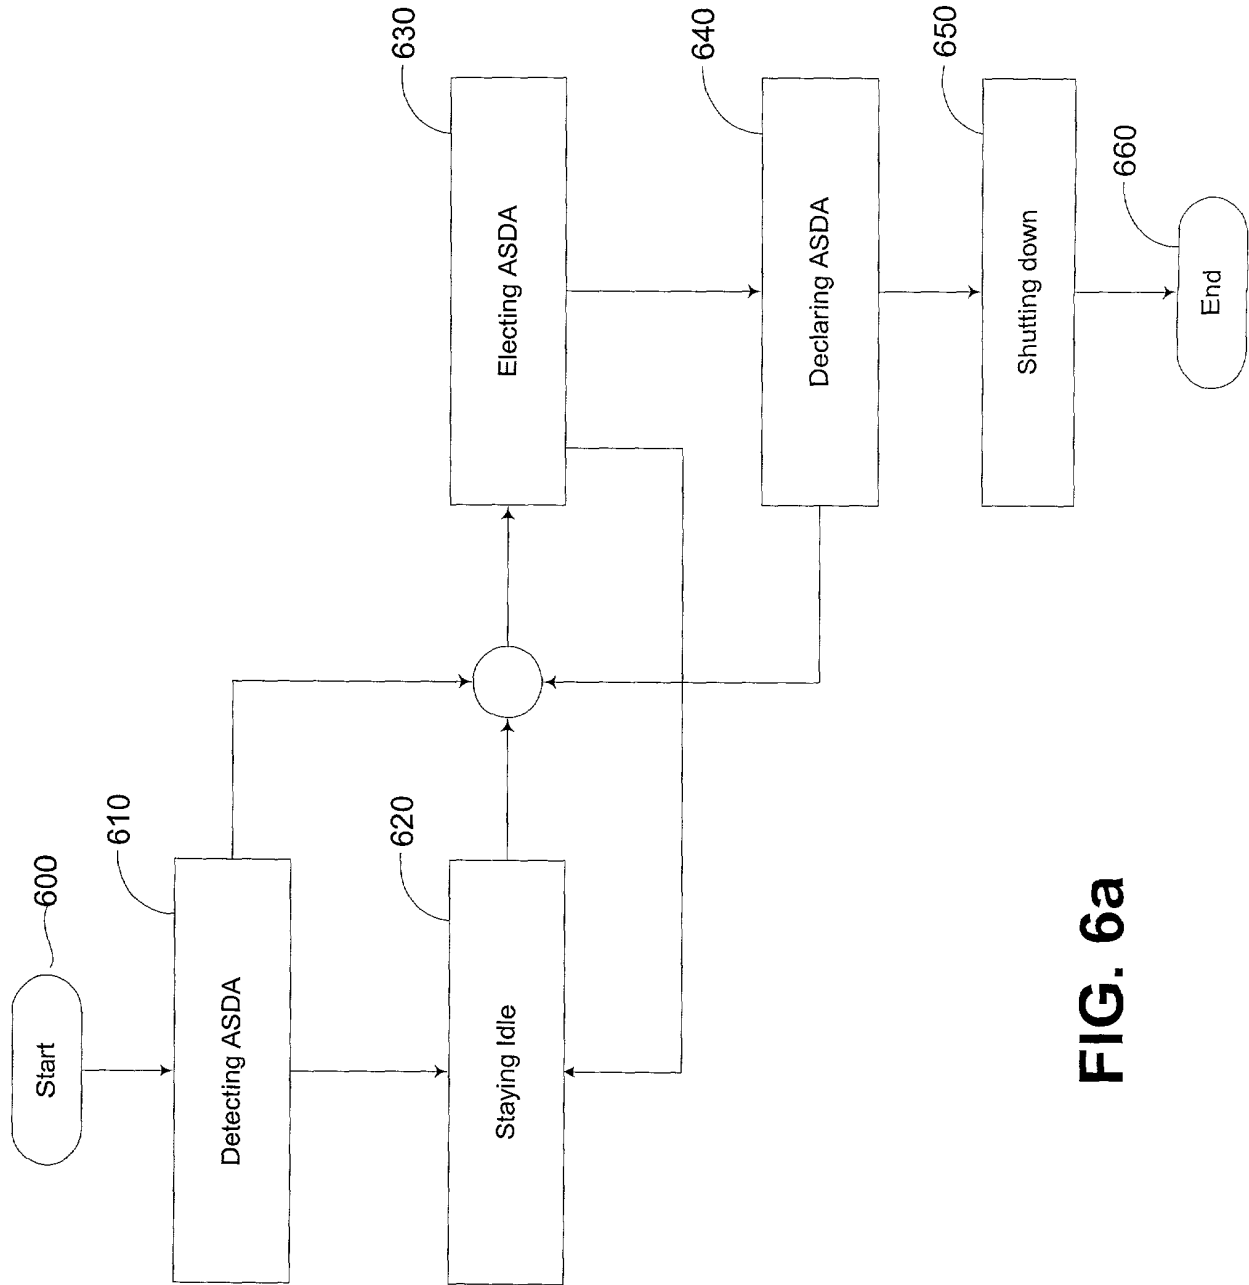 Start
600
610
Detecting ASDA
620
Staying Idle
630
Electing ASDA
640
Declaring ASDA
650
Shutting down
660
End
FIG. 6a